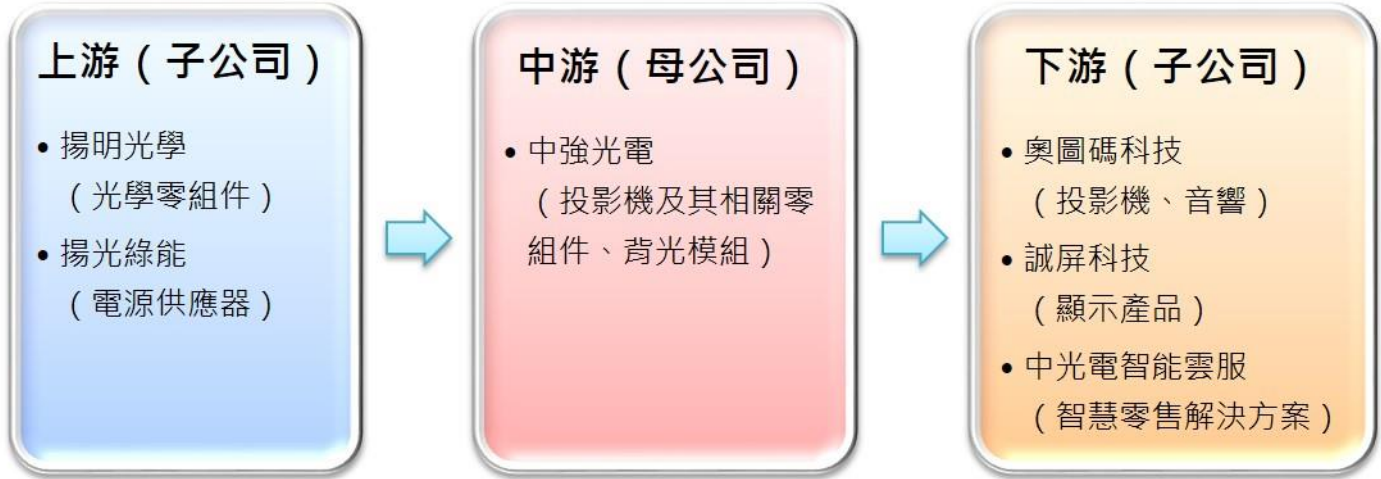 上游（子公司）
• 揚明光學
（光學零組件）
• 揚光綠能
（電源供應器）
中游（母公司）
• 中強光電
（投影機及其相關零
組件、背光模組）
下游（子公司）
• 奧圖碼科技
（投影機、音響）
• 誠屏科技
（顯示產品）
• 中光電智能雲服
（智慧零售解決方案）